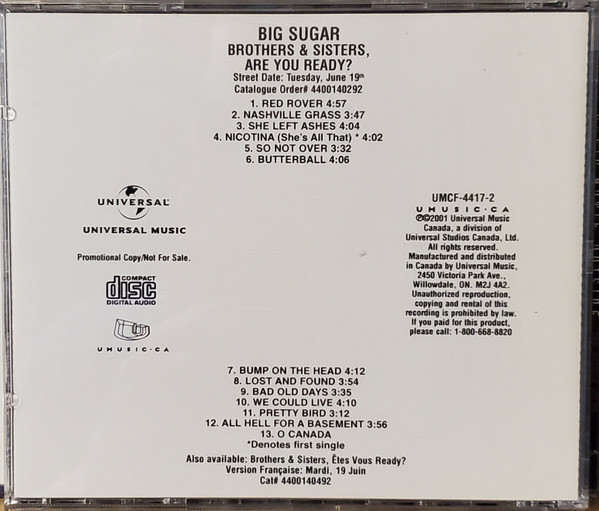 BIG SUGAR
BROTHERS & SISTERS,
ARE YOU READY?
Street Date: Tuesday, June 19th
Catalogue Order# 4400140292
1. RED ROVER 4:57
2. NASHVILLE GRASS 3:47
3. SHE LEFT ASHES 4:04
4. NICOTINA (She's All That) * 4:02
5. SO NOT OVER 3:32
6. BUTTERBALL 4:06
UNIVERSAL
UNIVERSAL MUSIC
Promotional Copy/Not For Sale.
COMPACT
disc
DIGITAL AUDIO
UMUSIC·CA
UMCF-4417-2
UMUSIC·CA
℗©2001 Universal Music
Canada, a division of
Universal Studios Canada, Ltd.
All rights reserved.
Manufactured and distributed
in Canada by Universal Music,
2450 Victoria Park Ave.,
Willowdale, ON. M2J 4A2.
Unauthorized reproduction,
copying and rental of this
recording is prohibited by law.
If you paid for this product,
please call: 1-800-668-8820
7. BUMP ON THE HEAD 4:12
8. LOST AND FOUND 3:54
9. BAD OLD DAYS 3:35
10. WE COULD LIVE 4:10
11. PRETTY BIRD 3:12
12. ALL HELL FOR A BASEMENT 3:56
13. O CANADA
*Denotes first single
Also available: Brothers & Sisters, Êtes Vous Ready?
Version Française: Mardi, 19 Juin
Cat# 4400140492